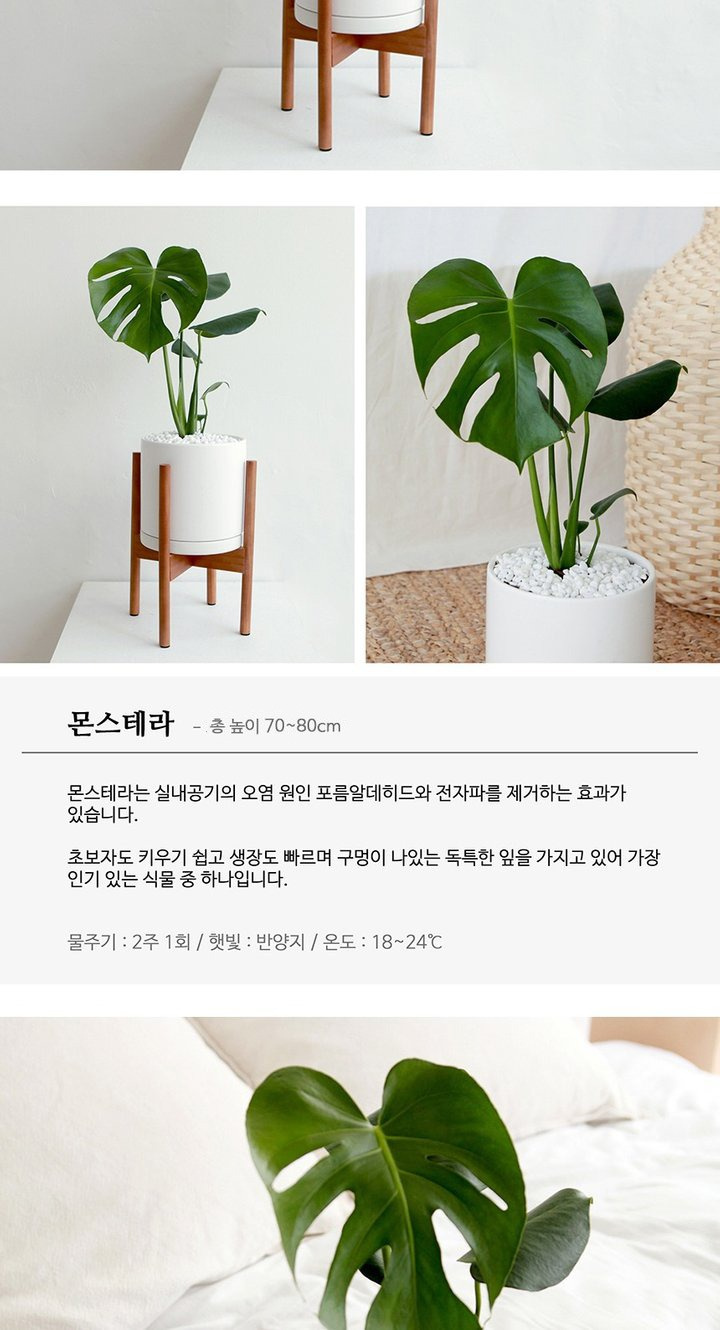 몬스테라 - 총 높이 70~80cm
몬스테라는 실내공기의 오염 원인 포름알데히드와 전자파를 제거하는 효과가
있습니다.
초보자도 키우기 쉽고 생장도 빠르며 구멍이 나있는 독특한 잎을 가지고 있어 가장
인기 있는 식물 중 하나입니다.
물주기 : 2주 1회 / 햇빛 : 반양지 / 온도 : 18~24℃